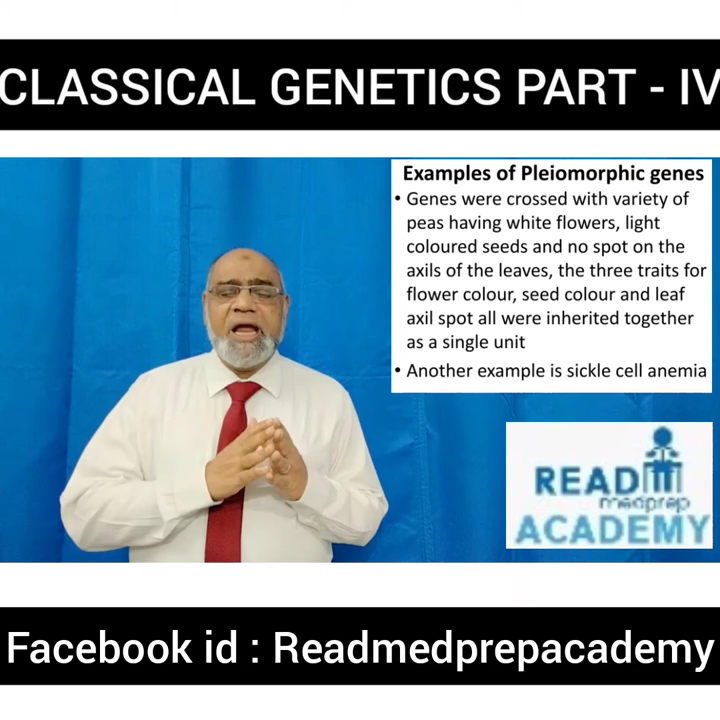 CLASSICAL GENETICS PART - IV
Examples of Pleiomorphic genes
• Genes were crossed with variety of
peas having white flowers, light
coloured seeds and no spot on the
axils of the leaves, the three traits for
flower colour, seed colour and leaf
axil spot all were inherited together
as a single unit
• Another example is sickle cell anemia
READ
medprep
ACADEMY
Facebook id : Readmedprepacademy